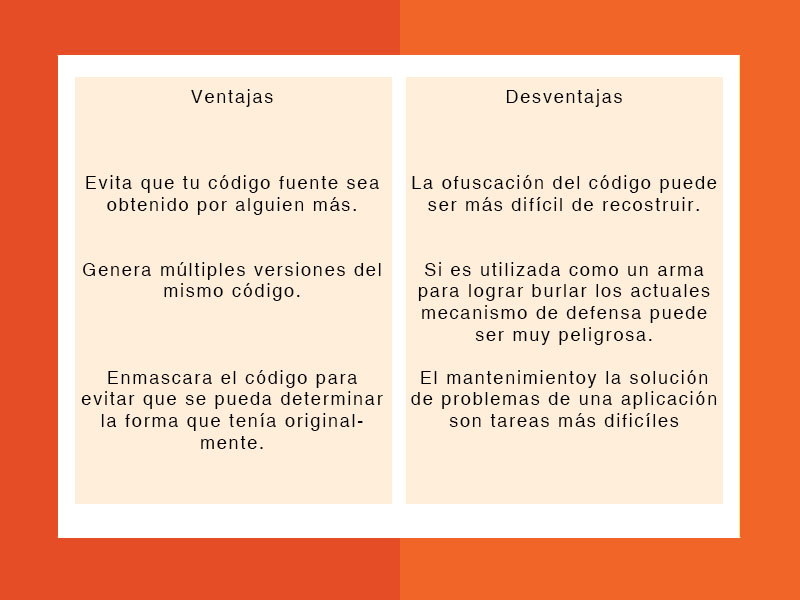 Ventajas
Evita que tu código fuente sea
obtenido por alguien más.
Genera múltiples versiones del
mismo código.
Enmascara el código para
evitar que se pueda determinar
la forma que tenía original-
mente.
Desventajas
La ofuscación del código puede
ser más difícil de recostruir.
Si es utilizada como un arma
para lograr burlar los actuales
mecanismo de defensa puede
ser muy peligrosa.
El mantenimientoy la solución
de problemas de una aplicación
son tareas más dificíles